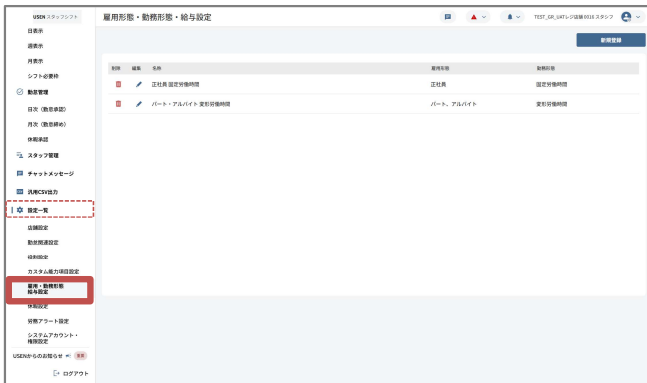 USEN スタッフシフト
日表示
週表示
月表示
シフト必要枠
勤怠管理
日次（勤怠承認）
月次（勤怠締め）
休暇承認
スタッフ管理
チャットメッセージ
汎用CSV出力
設定一覧
店舗設定
勤怠関連設定
役割設定
カスタム能力項目設定
雇用・勤務形態
給与設定
休暇設定
労務アラート設定
システムアカウント・
権限設定
USENからのお知らせ 重要
ログアウト
雇用形態・勤務形態・給与設定
TEST_GR_UATレジ店舗0016 スタシフ
新規登録
削除 編集 名称 雇用形態 勤務形態
正社員 固定労働時間 正社員 固定労働時間
パート・アルバイト 変形労働時間 パート、アルバイト 変形労働時間